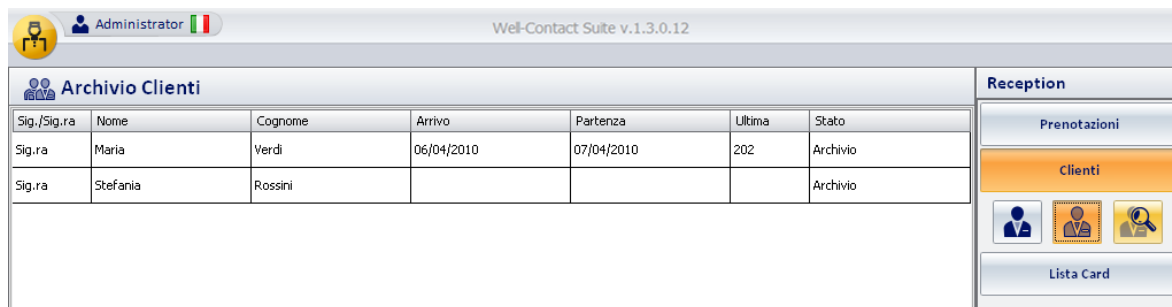 Administrator
Well-Contact Suite v.1.3.0.12
Archivio Clienti
Sig./Sig.ra Nome Cognome Arrivo Partenza Ultima Stato
Sig.ra Maria Verdi 06/04/2010 07/04/2010 202 Archivio
Sig.ra Stefania Rossini Archivio
Reception
Prenotazioni
Clienti
Lista Card